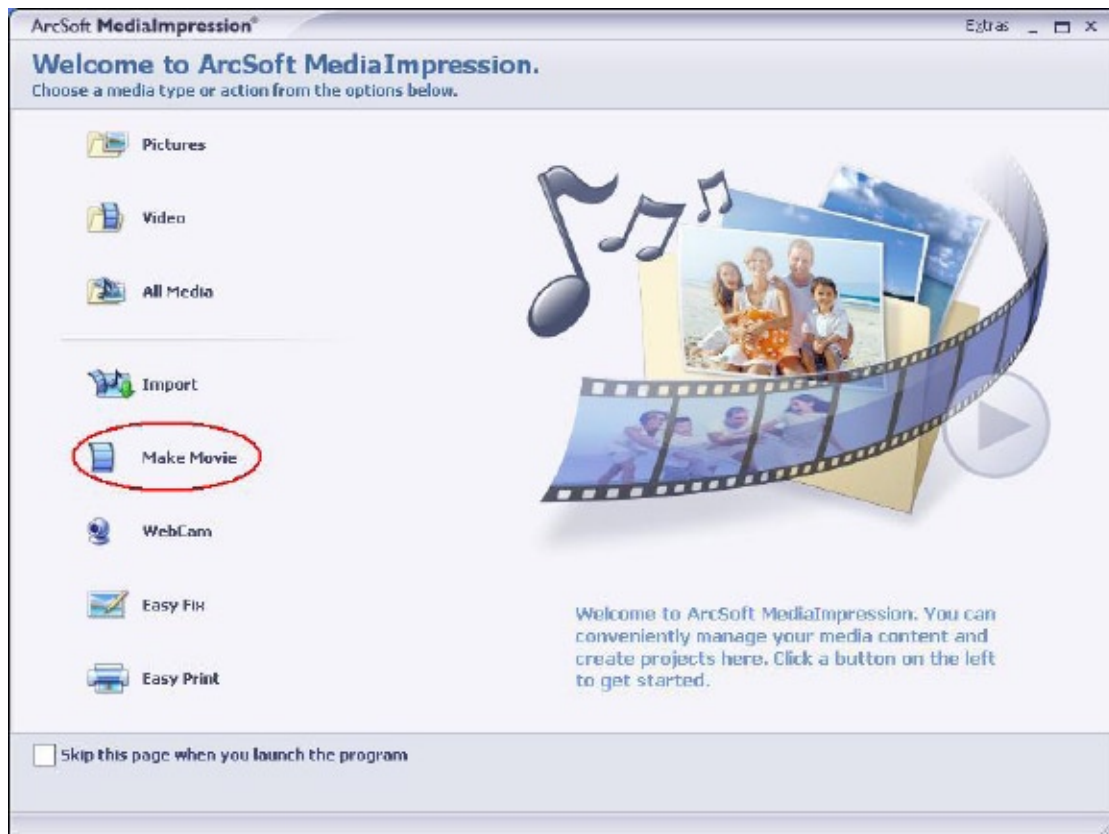 ArcSoft MediaImpression®
Extras
Welcome to ArcSoft MediaImpression.
Choose a media type or action from the options below.
Pictures
Video
All Media
Import
Make Movie
WebCam
Easy Fix
Easy Print
Welcome to ArcSoft MediaImpression. You can
conveniently manage your media content and
create projects here. Click a button on the left
to get started.
Skip this page when you launch the program